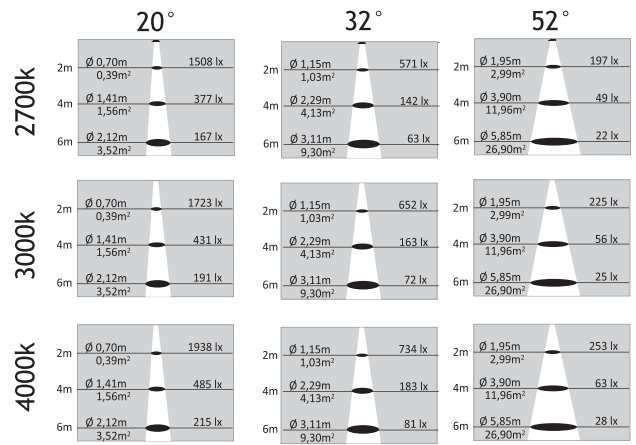 20° 32° 52°
2700k
2m Ø 0,70m 1508 lx
0,39m²
4m Ø 1,41m 377 lx
1,56m²
6m Ø 2,12m 167 lx
3,52m²
2m Ø 1,15m 571 lx
1,03m²
4m Ø 2,29m 142 lx
4,13m²
6m Ø 3,11m 63 lx
9,30m²
2m Ø 1,95m 197 lx
2,99m²
4m Ø 3,90m 49 lx
11,96m²
6m Ø 5,85m 22 lx
26,90m²
3000k
2m Ø 0,70m 1723 lx
0,39m²
4m Ø 1,41m 431 lx
1,56m²
6m Ø 2,12m 191 lx
3,52m²
2m Ø 1,15m 652 lx
1,03m²
4m Ø 2,29m 163 lx
4,13m²
6m Ø 3,11m 72 lx
9,30m²
2m Ø 1,95m 225 lx
2,99m²
4m Ø 3,90m 56 lx
11,96m²
6m Ø 5,85m 25 lx
26,90m²
4000k
2m Ø 0,70m 1938 lx
0,39m²
4m Ø 1,41m 485 lx
1,56m²
6m Ø 2,12m 215 lx
3,52m²
2m Ø 1,15m 734 lx
1,03m²
4m Ø 2,29m 183 lx
4,13m²
6m Ø 3,11m 81 lx
9,30m²
2m Ø 1,95m 253 lx
2,99m²
4m Ø 3,90m 63 lx
11,96m²
6m Ø 5,85m 28 lx
26,90m²